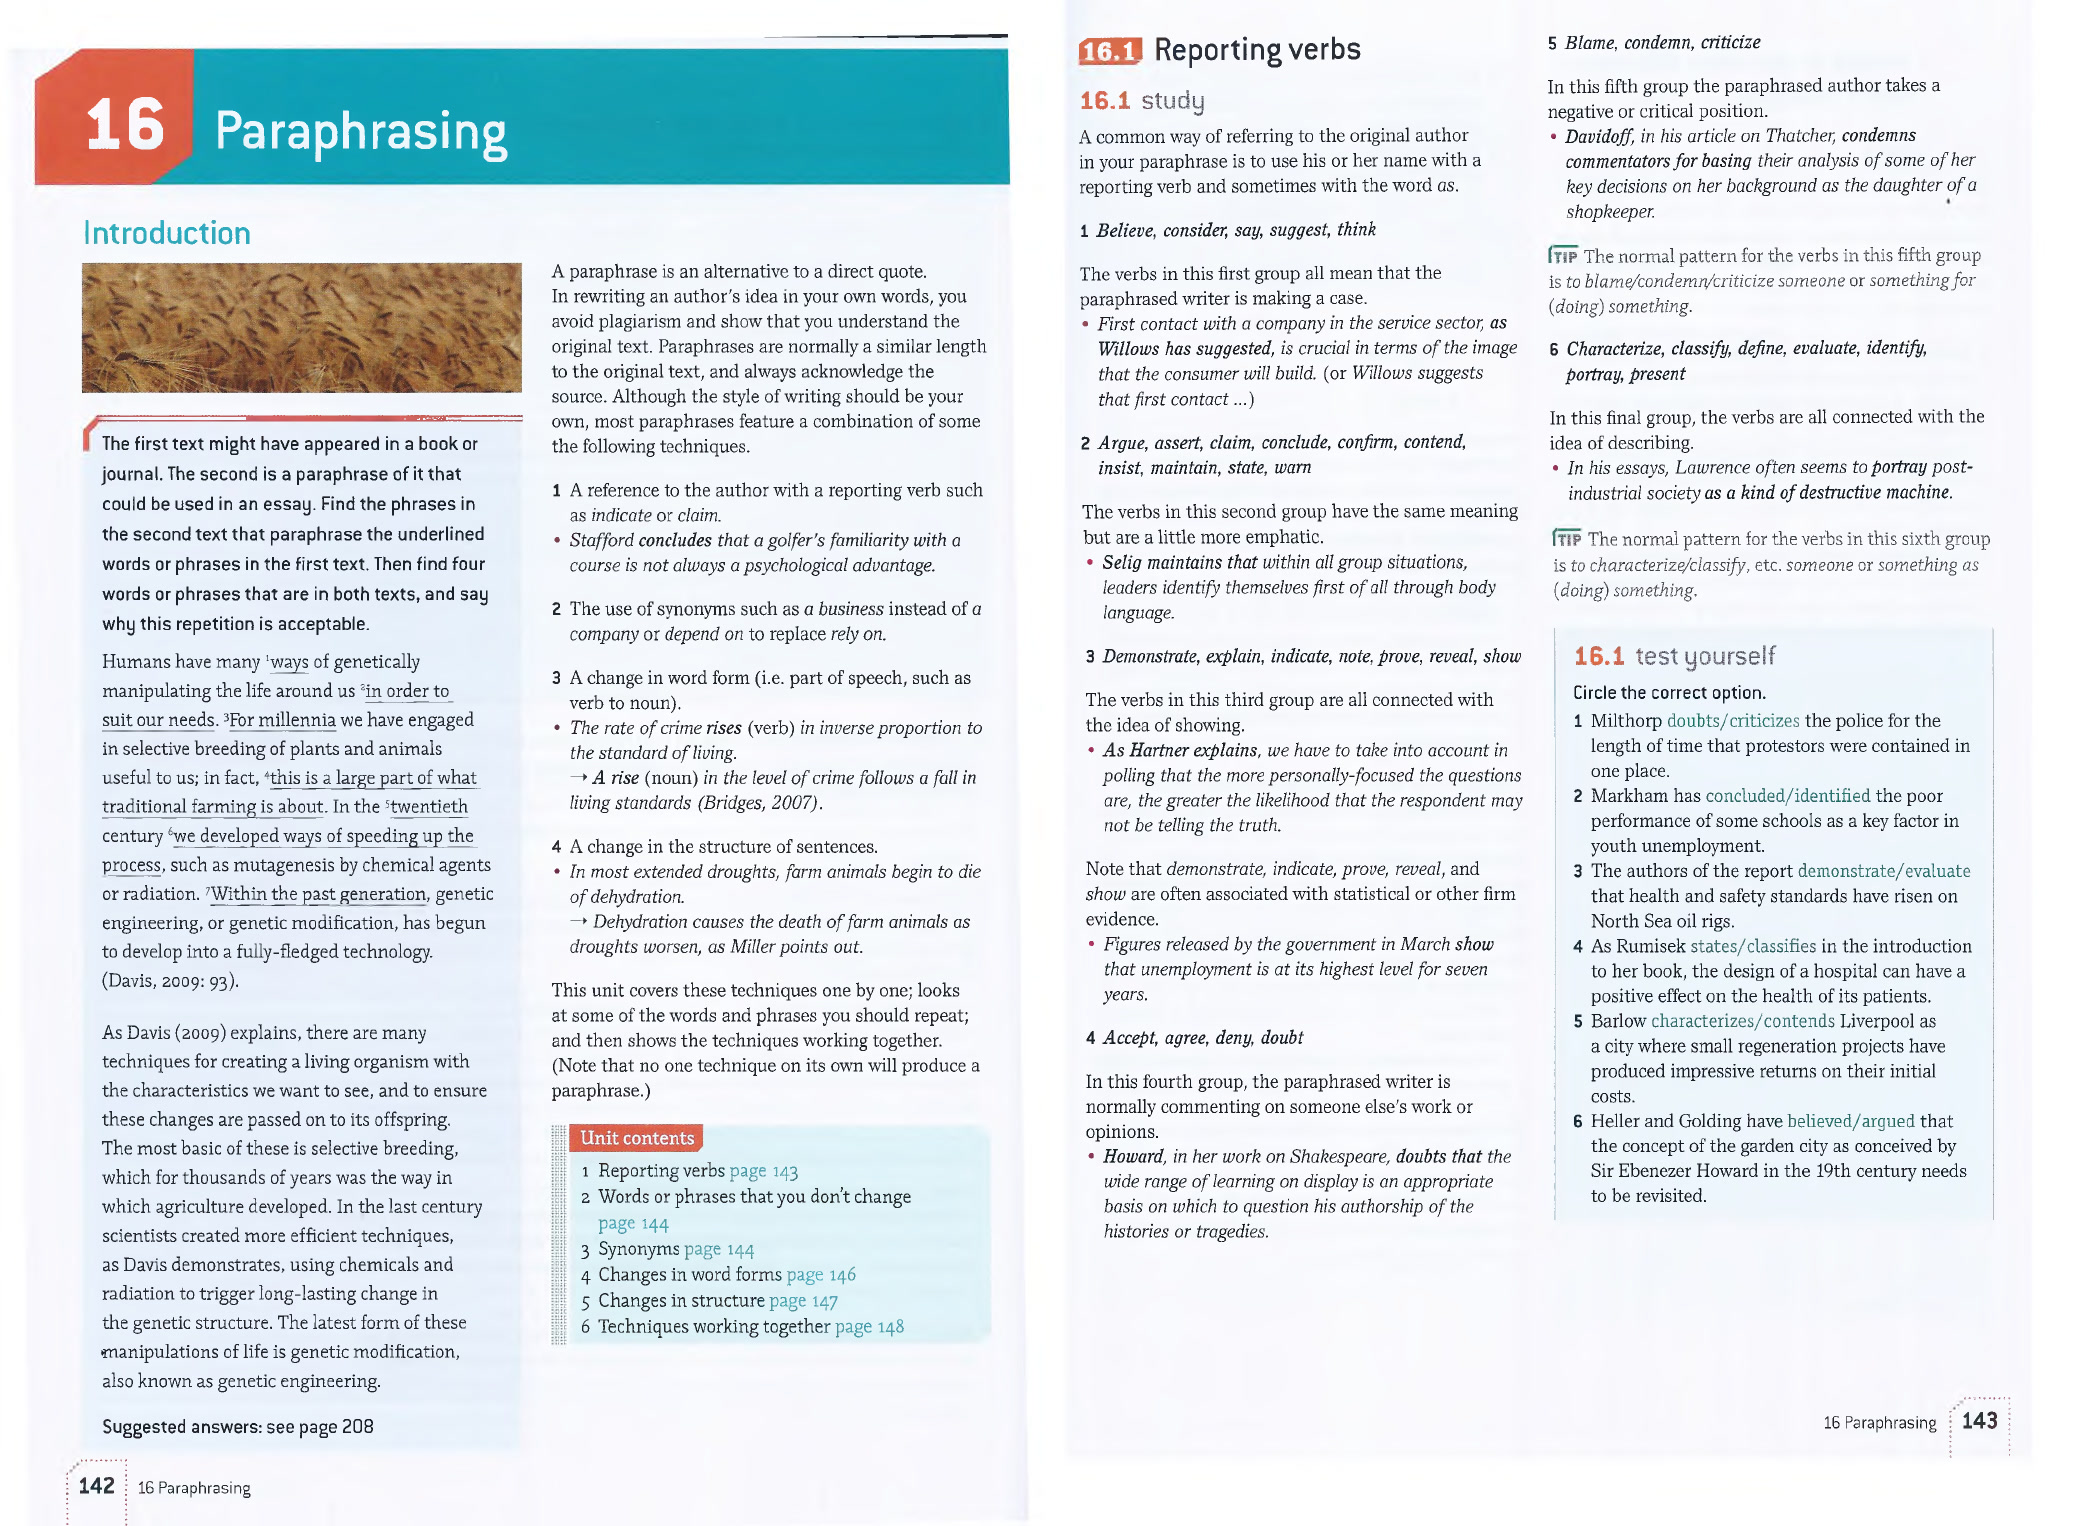 16 Paraphrasing
Introduction
The first text might have appeared in a book or
journal. The second is a paraphrase of it that
could be used in an essay. Find the phrases in
the second text that paraphrase the underlined
words or phrases in the first text. Then find four
words or phrases that are in both texts, and say
why this repetition is acceptable.
Humans have many ¹ways of genetically
manipulating the life around us ²in order to
suit our needs. ³For millennia we have engaged
in selective breeding of plants and animals
useful to us; in fact, ⁴this is a large part of what
traditional farming is about. In the ⁵twentieth
century ⁶we developed ways of speeding up the
process, such as mutagenesis by chemical agents
or radiation. ⁷Within the past generation, genetic
engineering, or genetic modification, has begun
to develop into a fully-fledged technology.
(Davis, 2009: 93).
As Davis (2009) explains, there are many
techniques for creating a living organism with
the characteristics we want to see, and to ensure
these changes are passed on to its offspring.
The most basic of these is selective breeding,
which for thousands of years was the way in
which agriculture developed. In the last century
scientists created more efficient techniques,
as Davis demonstrates, using chemicals and
radiation to trigger long-lasting change in
the genetic structure. The latest form of these
manipulations of life is genetic modification,
also known as genetic engineering.
Suggested answers: see page 208
A paraphrase is an alternative to a direct quote.
In rewriting an author's idea in your own words, you
avoid plagiarism and show that you understand the
original text. Paraphrases are normally a similar length
to the original text, and always acknowledge the
source. Although the style of writing should be your
own, most paraphrases feature a combination of some
the following techniques.
1 A reference to the author with a reporting verb such
as indicate or claim.
• Stafford concludes that a golfer's familiarity with a
course is not always a psychological advantage.
2 The use of synonyms such as a business instead of a
company or depend on to replace rely on.
3 A change in word form (i.e. part of speech, such as
verb to noun).
• The rate of crime rises (verb) in inverse proportion to
the standard of living.
→ A rise (noun) in the level of crime follows a fall in
living standards (Bridges, 2007).
4 A change in the structure of sentences.
• In most extended droughts, farm animals begin to die
of dehydration.
→ Dehydration causes the death of farm animals as
droughts worsen, as Miller points out.
This unit covers these techniques one by one; looks
at some of the words and phrases you should repeat;
and then shows the techniques working together.
(Note that no one technique on its own will produce a
paraphrase.)
Unit contents
1 Reporting verbs page 143
2 Words or phrases that you don't change
page 144
3 Synonyms page 144
4 Changes in word forms page 146
5 Changes in structure page 147
6 Techniques working together page 148
142 16 Paraphrasing
16.1 Reporting verbs
16.1 study
A common way of referring to the original author
in your paraphrase is to use his or her name with a
reporting verb and sometimes with the word as.
1 Believe, consider, say, suggest, think
The verbs in this first group all mean that the
paraphrased writer is making a case.
• First contact with a company in the service sector, as
Willows has suggested, is crucial in terms of the image
that the consumer will build. (or Willows suggests
that first contact ...)
2 Argue, assert, claim, conclude, confirm, contend,
insist, maintain, state, warn
The verbs in this second group have the same meaning
but are a little more emphatic.
• Selig maintains that within all group situations,
leaders identify themselves first of all through body
language.
3 Demonstrate, explain, indicate, note, prove, reveal, show
The verbs in this third group are all connected with
the idea of showing.
• As Hartner explains, we have to take into account in
polling that the more personally-focused the questions
are, the greater the likelihood that the respondent may
not be telling the truth.
Note that demonstrate, indicate, prove, reveal, and
show are often associated with statistical or other firm
evidence.
• Figures released by the government in March show
that unemployment is at its highest level for seven
years.
4 Accept, agree, deny, doubt
In this fourth group, the paraphrased writer is
normally commenting on someone else's work or
opinions.
• Howard, in her work on Shakespeare, doubts that the
wide range of learning on display is an appropriate
basis on which to question his authorship of the
histories or tragedies.
5 Blame, condemn, criticize
In this fifth group the paraphrased author takes a
negative or critical position.
• Davidoff, in his article on Thatcher, condemns
commentators for basing their analysis of some of her
key decisions on her background as the daughter of a
shopkeeper.
TIP The normal pattern for the verbs in this fifth group
is to blame/condemn/criticize someone or something for
(doing) something.
6 Characterize, classify, define, evaluate, identify,
portray, present
In this final group, the verbs are all connected with the
idea of describing.
• In his essays, Lawrence often seems to portray post-
industrial society as a kind of destructive machine.
TIP The normal pattern for the verbs in this sixth group
is to characterize/classify, etc. someone or something as
(doing) something.
16.1 test yourself
Circle the correct option.
1 Milthorp doubts/criticizes the police for the
length of time that protestors were contained in
one place.
2 Markham has concluded/identified the poor
performance of some schools as a key factor in
youth unemployment.
3 The authors of the report demonstrate/evaluate
that health and safety standards have risen on
North Sea oil rigs.
4 As Rumisek states/classifies in the introduction
to her book, the design of a hospital can have a
positive effect on the health of its patients.
5 Barlow characterizes/contends Liverpool as
a city where small regeneration projects have
produced impressive returns on their initial
costs.
6 Heller and Golding have believed/argued that
the concept of the garden city as conceived by
Sir Ebenezer Howard in the 19th century needs
to be revisited.
16 Paraphrasing 143